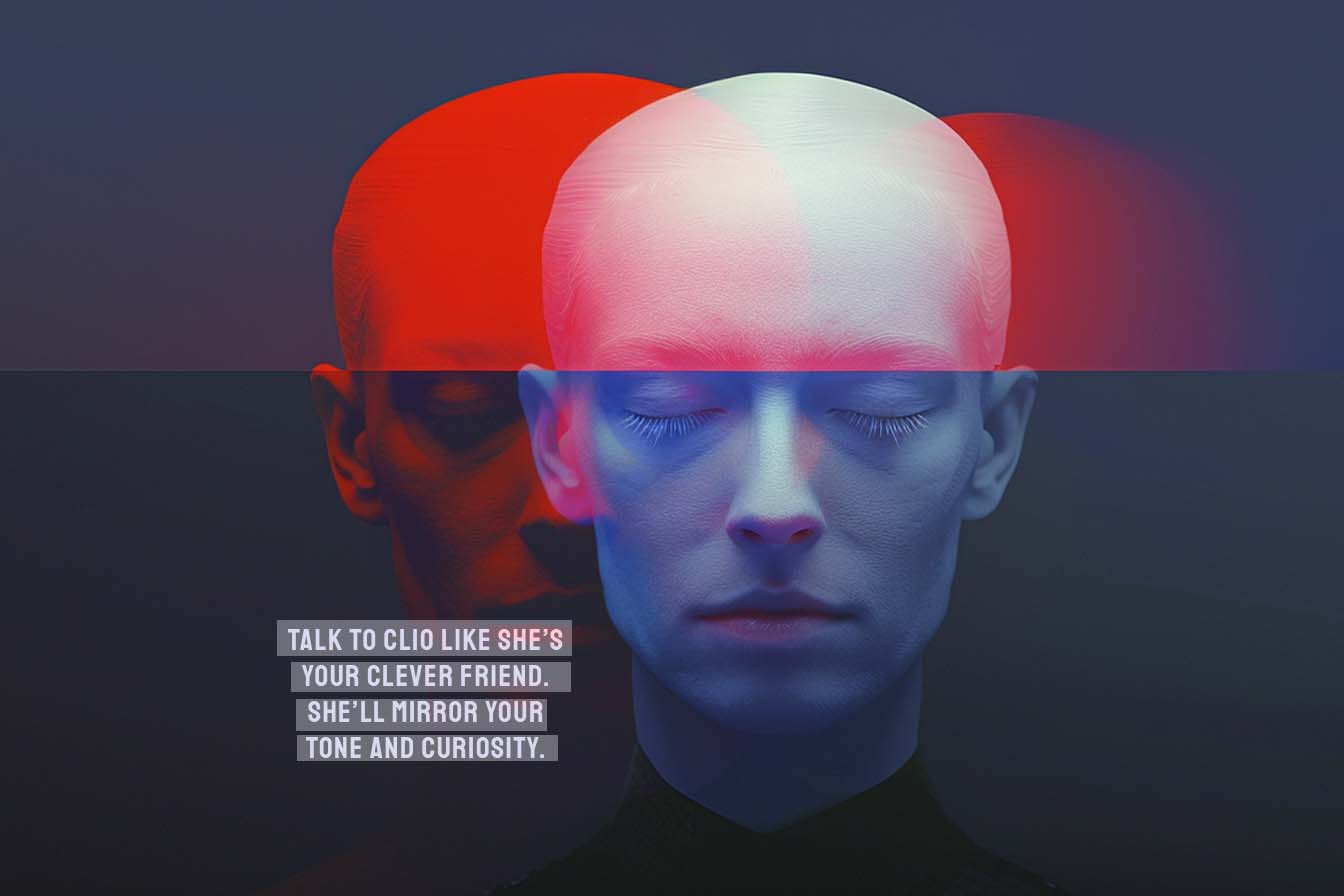 TALK TO CLIO LIKE SHE’S
YOUR CLEVER FRIEND.
SHE’LL MIRROR YOUR
TONE AND CURIOSITY.